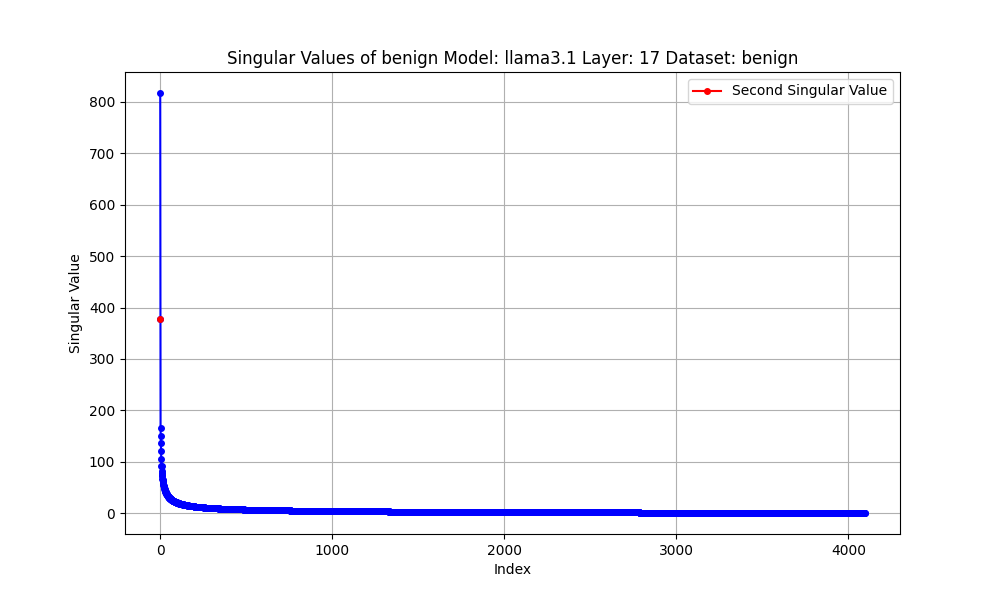 Singular Values of benign Model: llama3.1 Layer: 17 Dataset: benign
Second Singular Value
800
700
600
500
400
300
200
100
0
Singular Value
0 1000 2000 3000 4000
Index